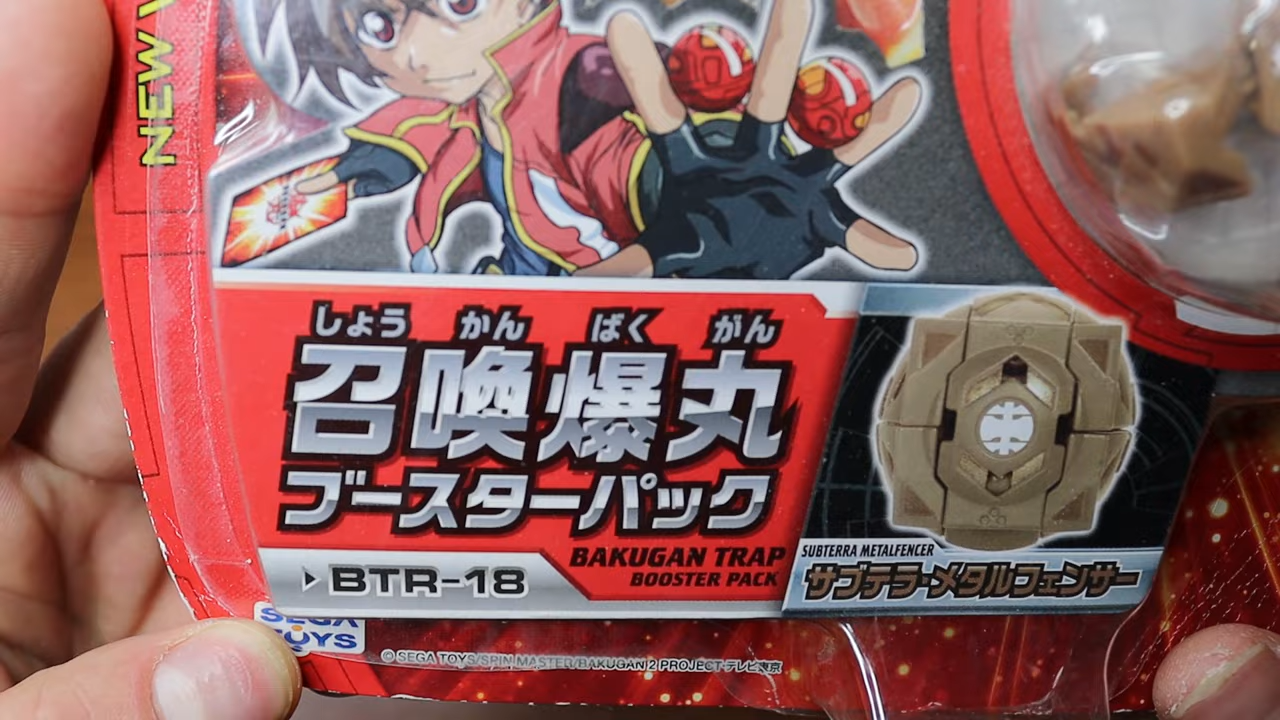 NEW
しょう かん ばく がん
召喚爆丸
ブースターパック
BAKUGAN TRAP
BOOSTER PACK
BTR-18
SUBTERRA METALFENCER
サブテラ・メタルフェンサー
SEGA
TOYS
© SEGA TOYS/SPIN MASTER/BAKUGAN 2 PROJECT・テレビ東京